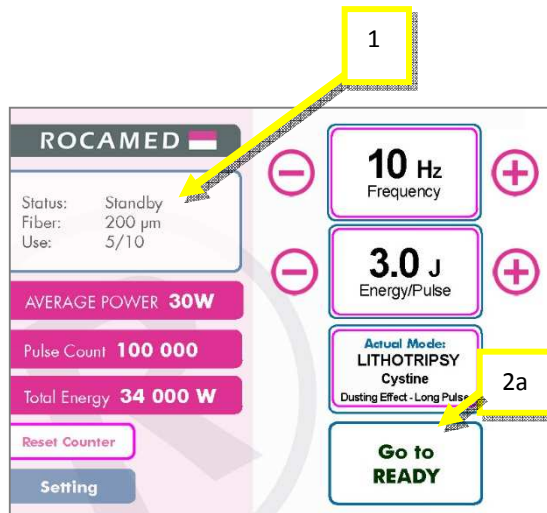 1
ROCAMED
Status: Standby
Fiber: 200 µm
Use: 5/10
AVERAGE POWER 30W
Pulse Count 100 000
Total Energy 34 000 W
Reset Counter
Setting
10 Hz
Frequency
3.0 J
Energy/Pulse
Actual Mode:
LITHOTRIPSY
Cystine
Dusting Effect - Long Pulse
2a
Go to
READY